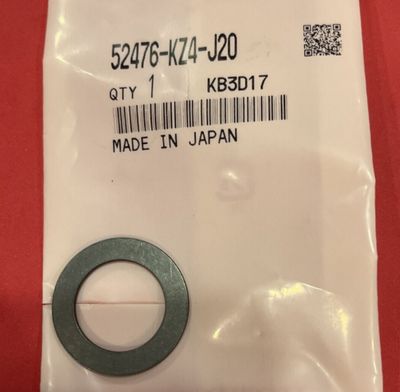 52476-KZ4-J20
QTY 1 KB3D17
MADE IN JAPAN